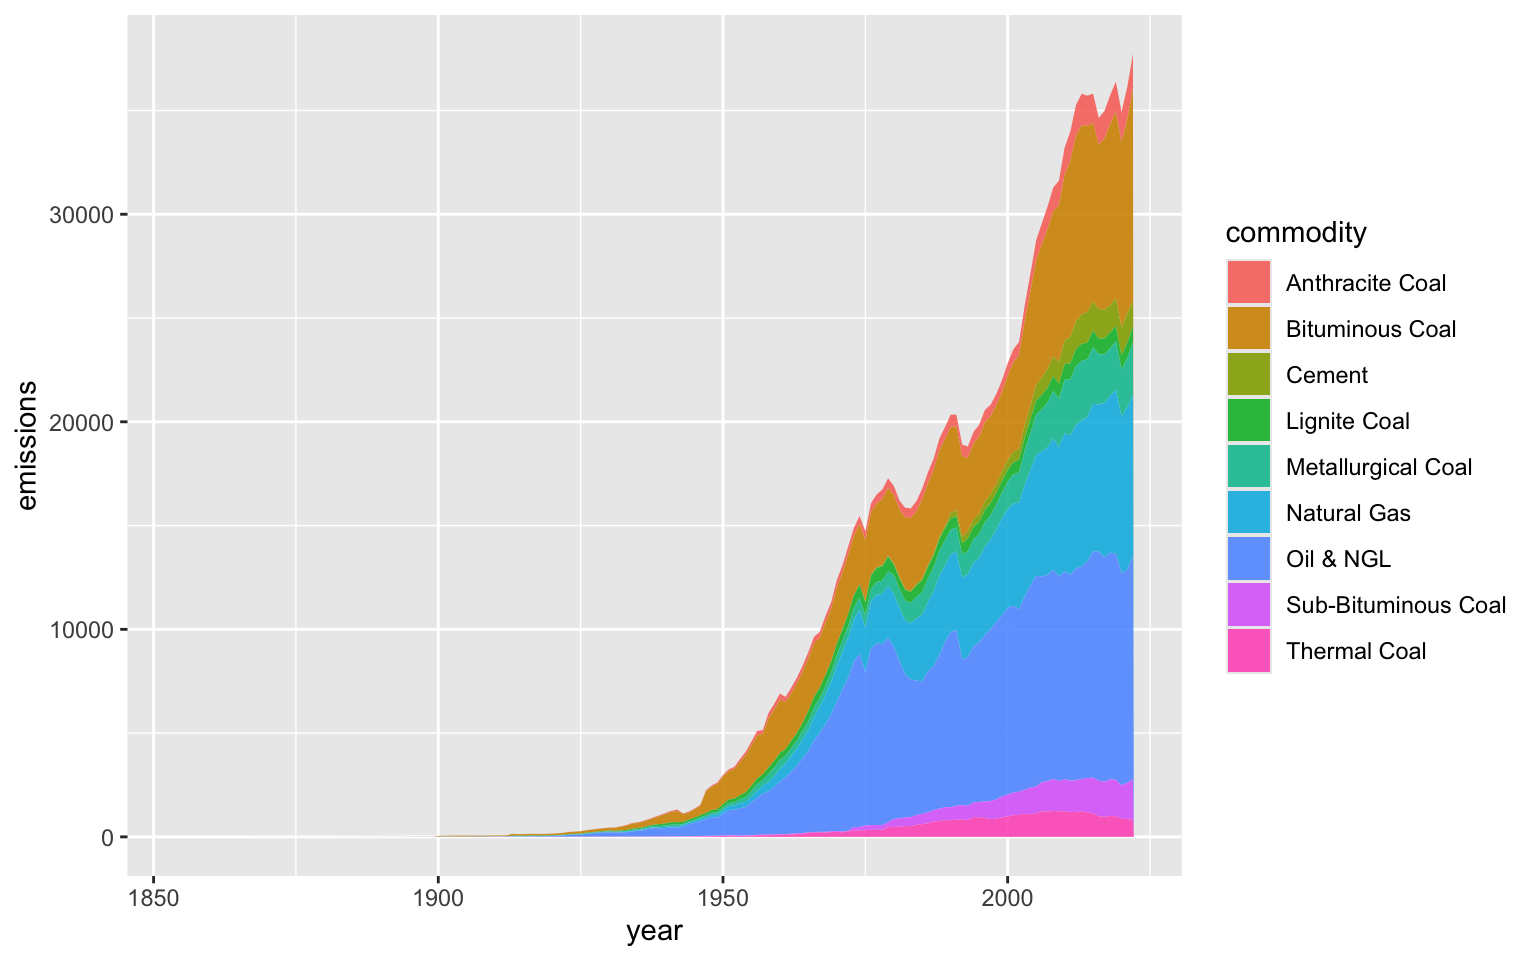 30000
20000
10000
0
emissions
1850 1900 1950 2000
year
commodity
Anthracite Coal
Bituminous Coal
Cement
Lignite Coal
Metallurgical Coal
Natural Gas
Oil & NGL
Sub-Bituminous Coal
Thermal Coal